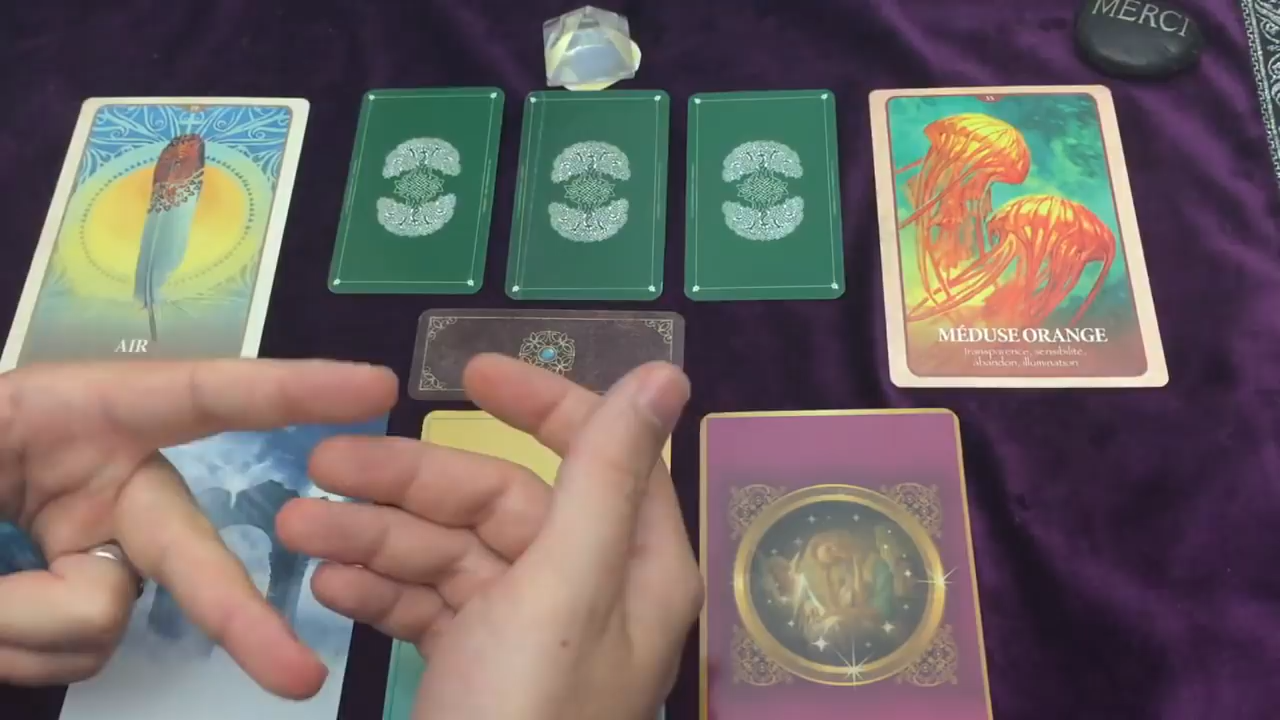 MERCI
AIR
MÉDUSE ORANGE
transparence, sensibilité,
abandon, illumination